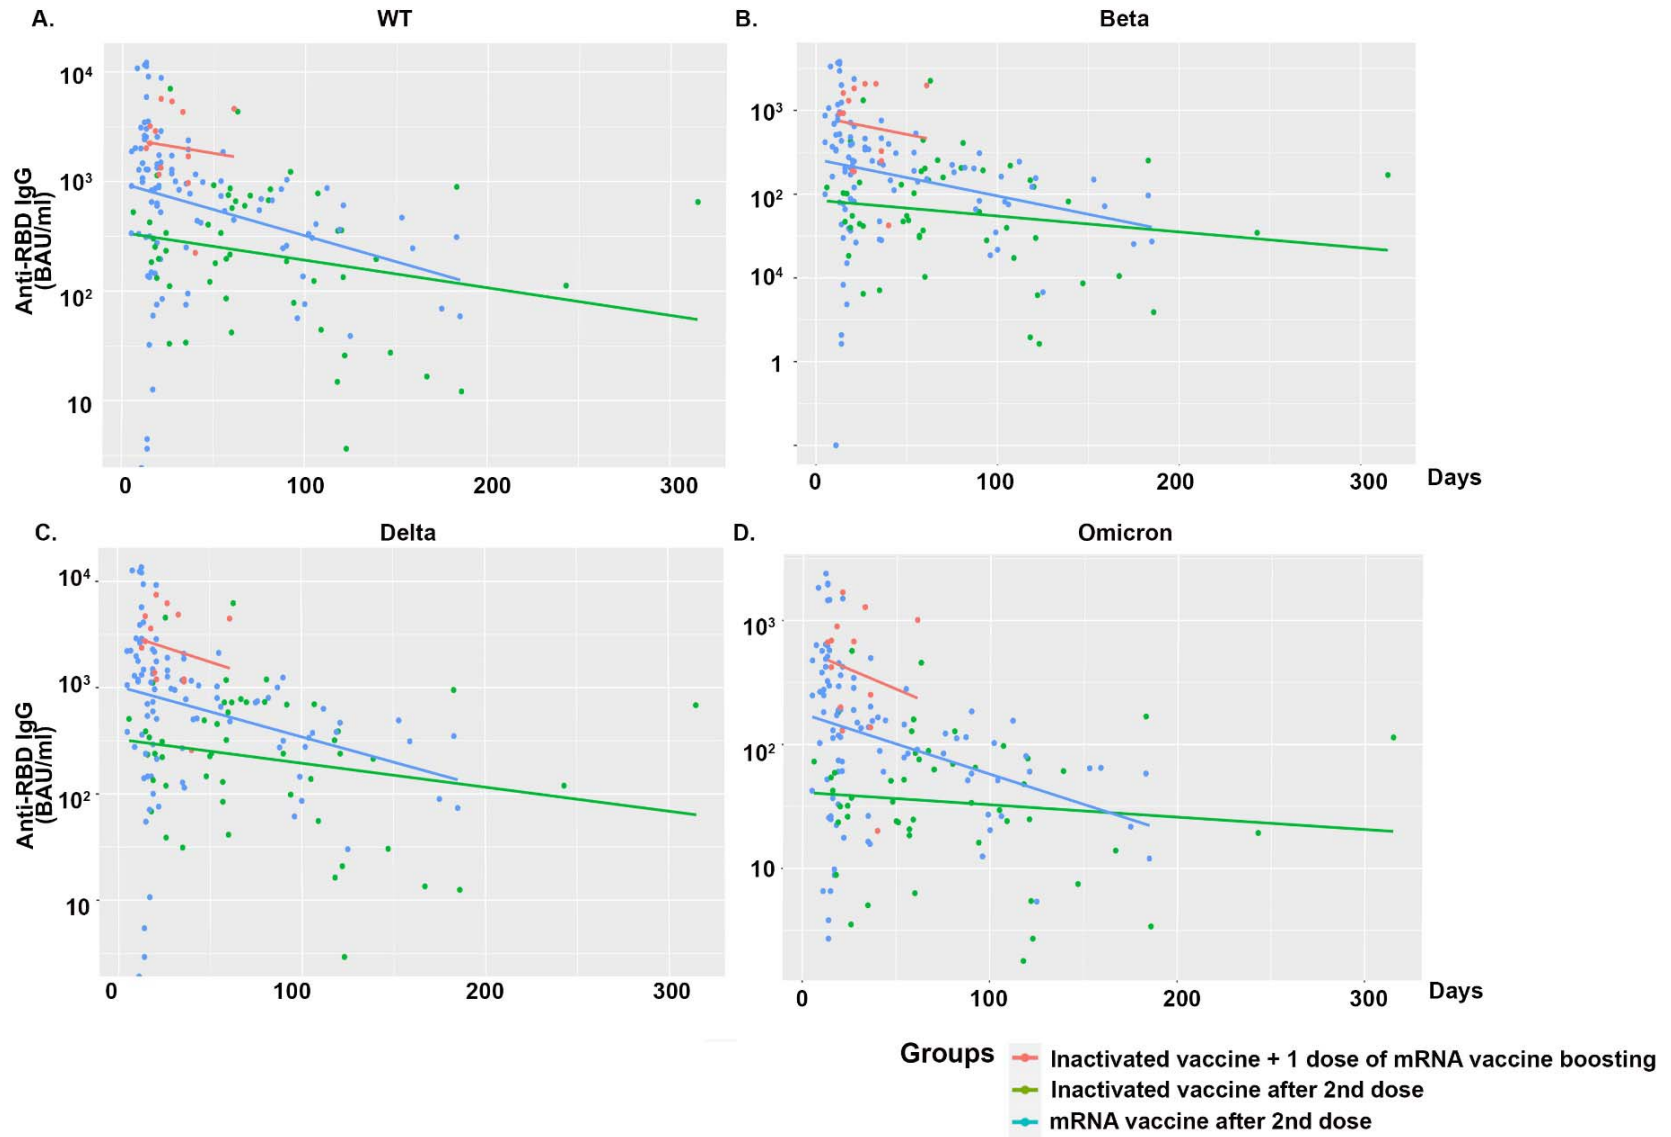 A. WT B. Beta
Anti-RBD IgG
(BAU/ml)
10⁴
10³
10²
10
0 100 200 300
10³
10²
10⁴
1
0 100 200 300 Days
C. Delta D. Omicron
Anti-RBD IgG
(BAU/ml)
10⁴
10³
10²
10
0 100 200 300
10³
10²
10
0 100 200 300 Days
Groups
Inactivated vaccine + 1 dose of mRNA vaccine boosting
Inactivated vaccine after 2nd dose
mRNA vaccine after 2nd dose